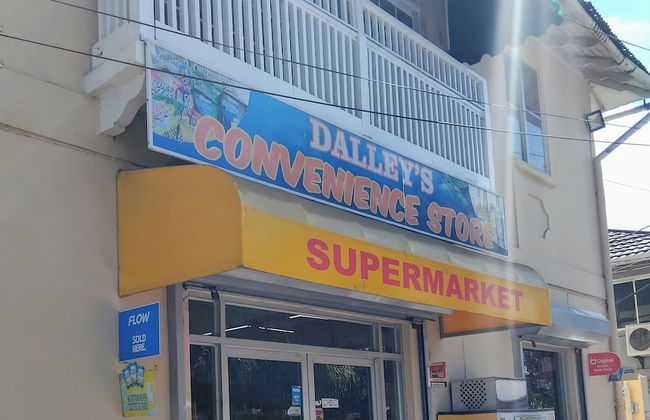 DALLEY'S
CONVENIENCE STORE
SUPERMARKET
FLOW
SOLD
HERE.
Digicel